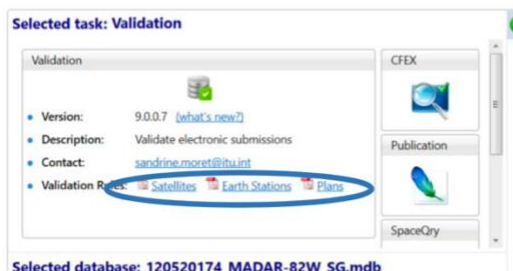 Selected task: Validation
Validation
CFEX
• Version: 9.0.0.7 (what's new?)
• Description: Validate electronic submissions
Publication
• Contact: sandrine.moret@itu.int
• Validation Rules: Satellites Earth Stations Plans
SpaceQry
Selected database: 120520174_MADAR-82W_SG.mdb